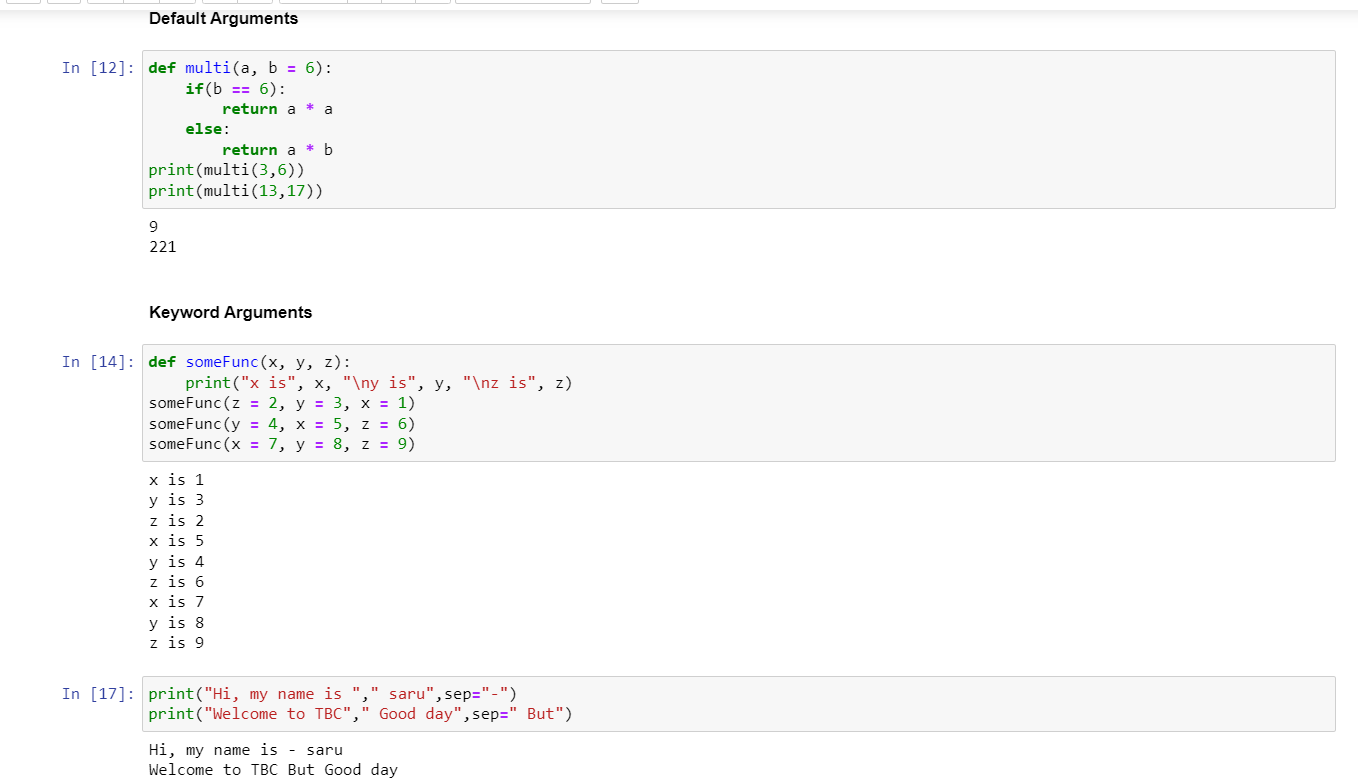 Default Arguments
In [12]: def multi(a, b = 6):
    if(b == 6):
        return a * a
    else:
        return a * b
print(multi(3,6))
print(multi(13,17))
9
221
Keyword Arguments
In [14]: def someFunc(x, y, z):
    print("x is", x, "\ny is", y, "\nz is", z)
someFunc(z = 2, y = 3, x = 1)
someFunc(y = 4, x = 5, z = 6)
someFunc(x = 7, y = 8, z = 9)
x is 1
y is 3
z is 2
x is 5
y is 4
z is 6
x is 7
y is 8
z is 9
In [17]: print("Hi, my name is "," saru",sep="-")
print("Welcome to TBC"," Good day",sep=" But")
Hi, my name is - saru
Welcome to TBC But Good day